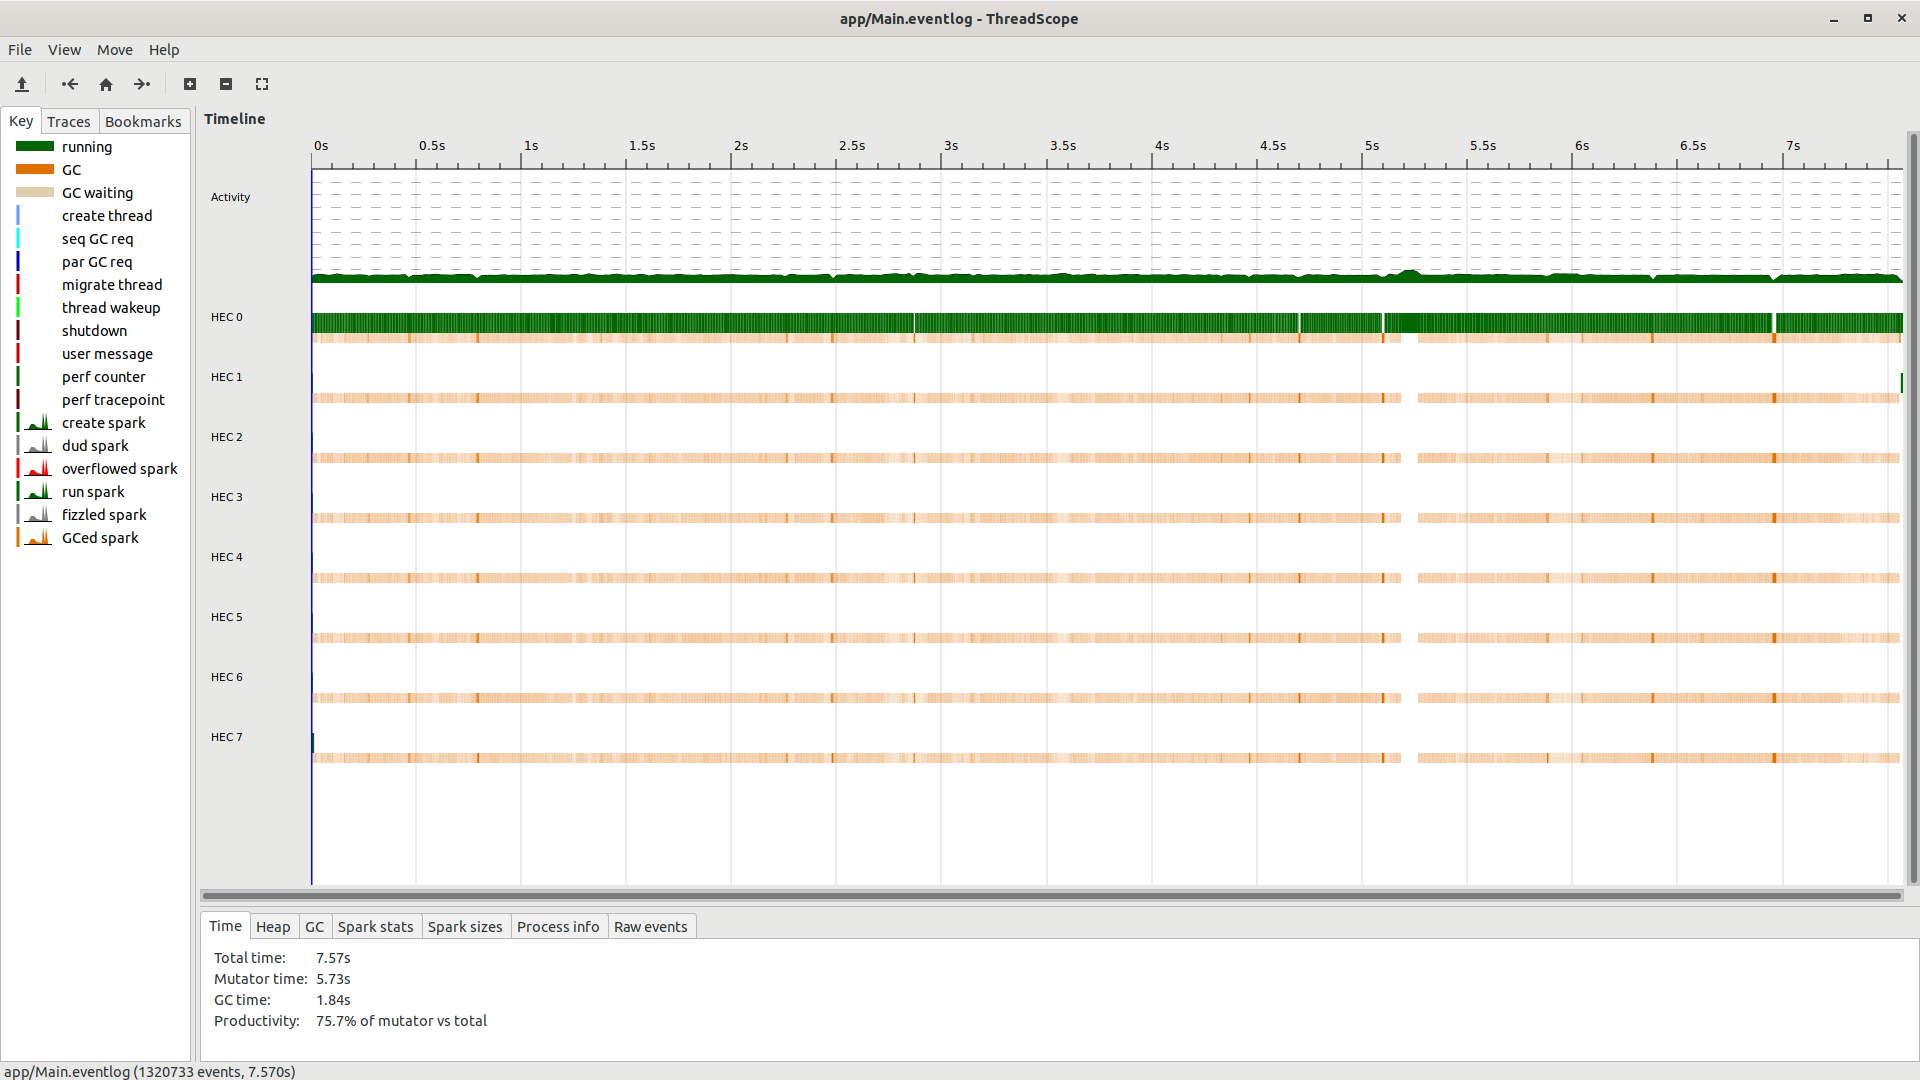 app/Main.eventlog - ThreadScope
File View Move Help
Key Traces Bookmarks
running
GC
GC waiting
create thread
seq GC req
par GC req
migrate thread
thread wakeup
shutdown
user message
perf counter
perf tracepoint
create spark
dud spark
overflowed spark
run spark
fizzled spark
GCed spark
Timeline
0s 0.5s 1s 1.5s 2s 2.5s 3s 3.5s 4s 4.5s 5s 5.5s 6s 6.5s 7s
Activity
HEC 0
HEC 1
HEC 2
HEC 3
HEC 4
HEC 5
HEC 6
HEC 7
Time Heap GC Spark stats Spark sizes Process info Raw events
Total time: 7.57s
Mutator time: 5.73s
GC time: 1.84s
Productivity: 75.7% of mutator vs total
app/Main.eventlog (1320733 events, 7.570s)